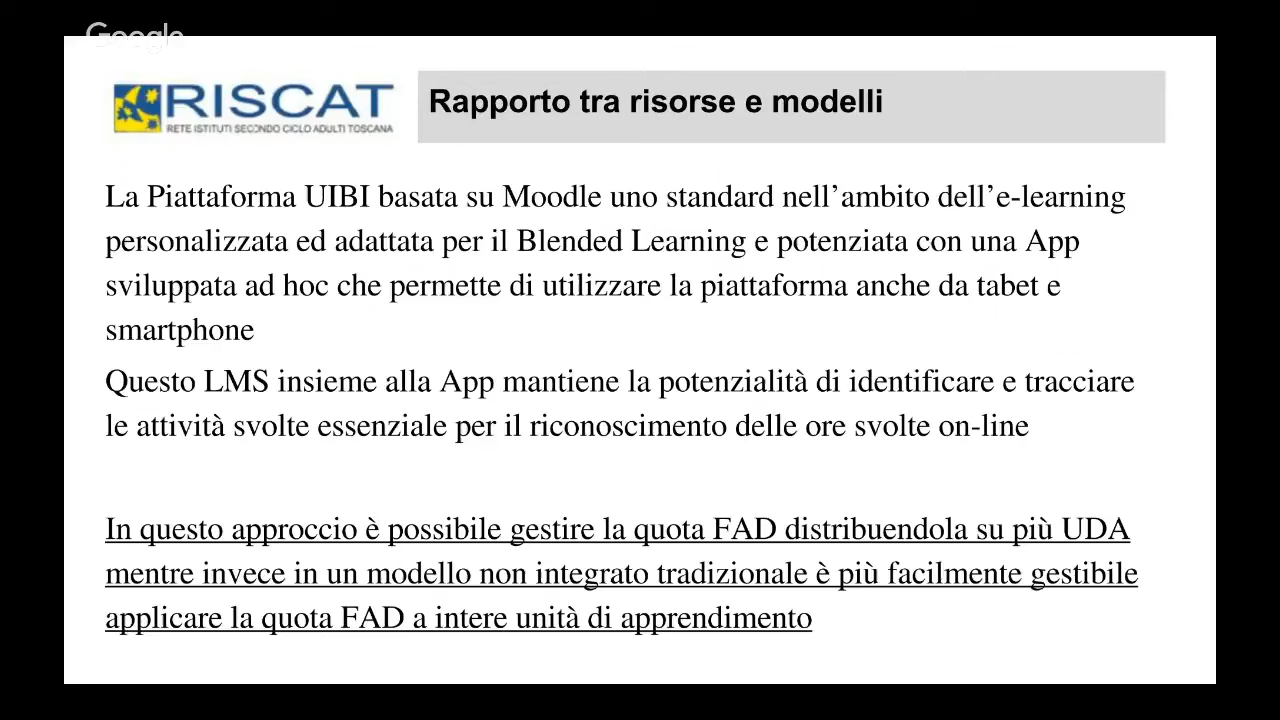 Google
RISCAT
RETE ISTITUTI SECONDO CICLO ADULTI TOSCANA
Rapporto tra risorse e modelli
La Piattaforma UIBI basata su Moodle uno standard nell’ambito dell’e-learning
personalizzata ed adattata per il Blended Learning e potenziata con una App
sviluppata ad hoc che permette di utilizzare la piattaforma anche da tabet e
smartphone
Questo LMS insieme alla App mantiene la potenzialità di identificare e tracciare
le attività svolte essenziale per il riconoscimento delle ore svolte on-line
In questo approccio è possibile gestire la quota FAD distribuendola su più UDA
mentre invece in un modello non integrato tradizionale è più facilmente gestibile
applicare la quota FAD a intere unità di apprendimento